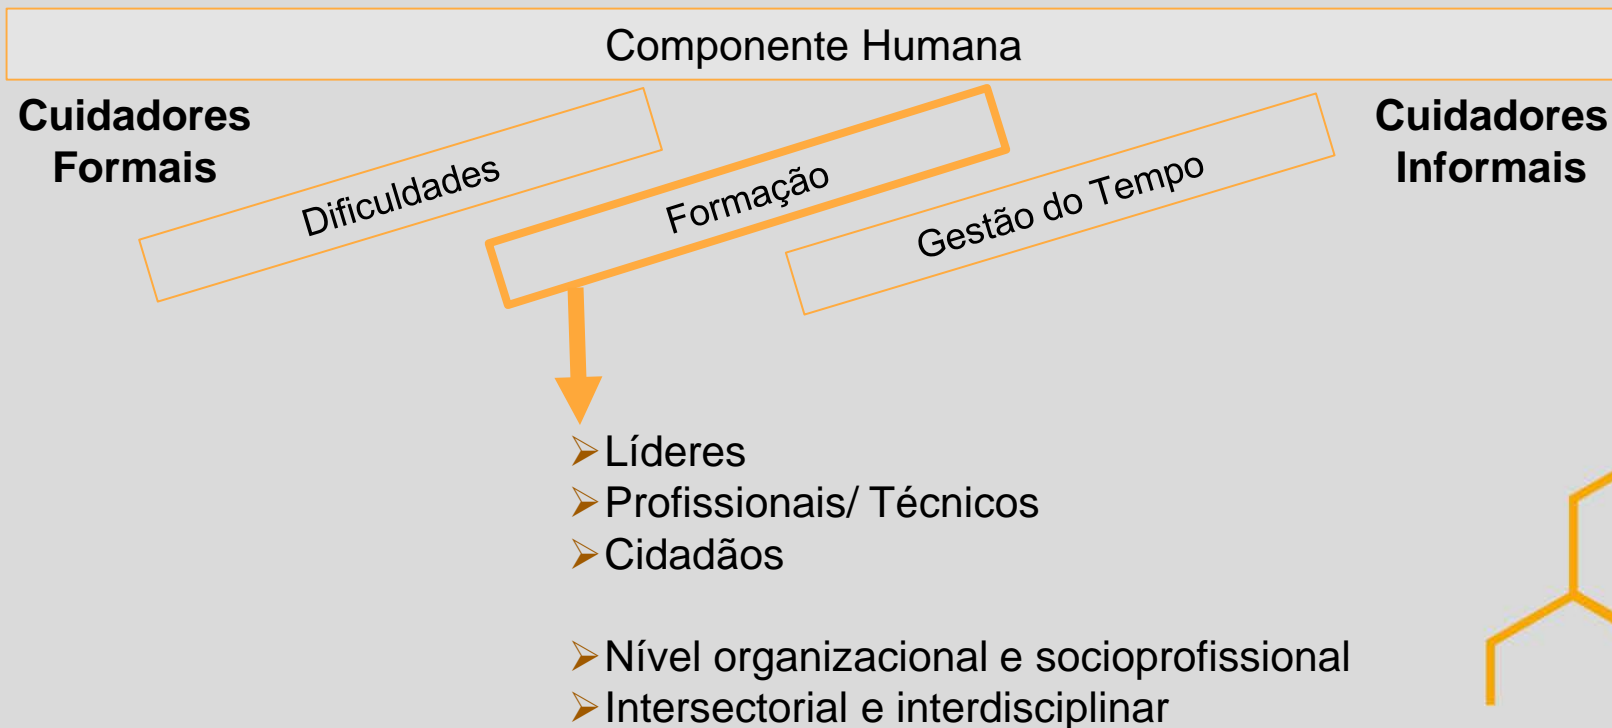 Componente Humana
Cuidadores
Formais
Dificuldades
Formação
Gestão do Tempo
Cuidadores
Informais
Líderes
Profissionais/ Técnicos
Cidadãos
Nível organizacional e socioprofissional
Intersectorial e interdisciplinar